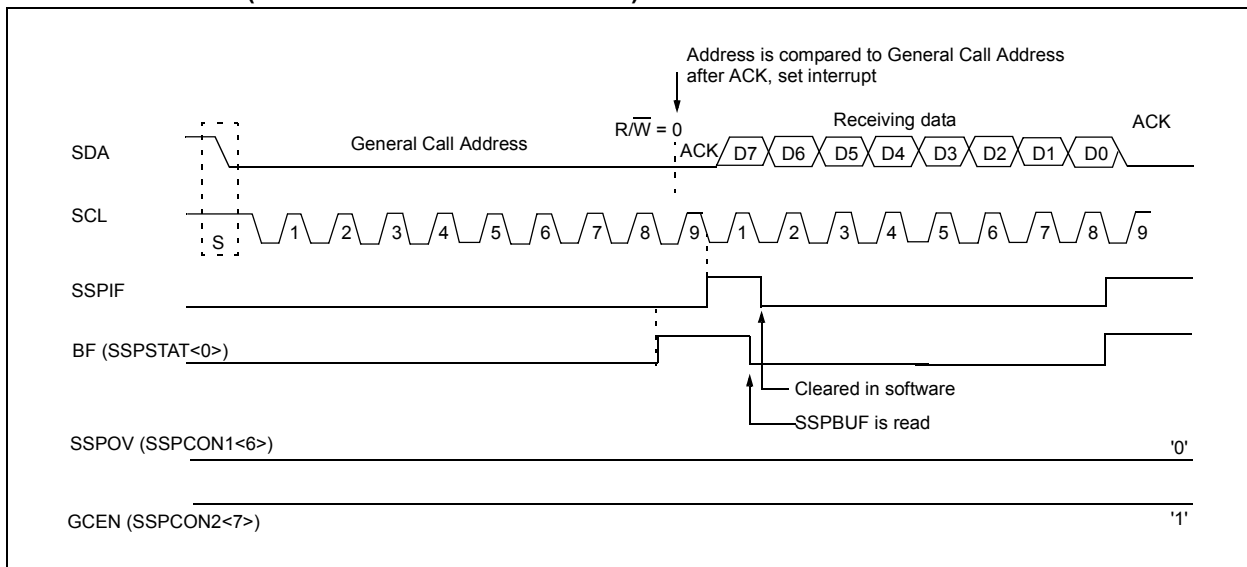 Address is compared to General Call Address
after ACK, set interrupt
R/W̅ = 0
Receiving data
ACK
SDA
General Call Address
ACK D7 D6 D5 D4 D3 D2 D1 D0
SCL
S
1 2 3 4 5 6 7 8 9 1 2 3 4 5 6 7 8 9
SSPIF
BF (SSPSTAT<0>)
Cleared in software
SSPBUF is read
SSPOV (SSPCON1<6>)
'0'
GCEN (SSPCON2<7>)
'1'